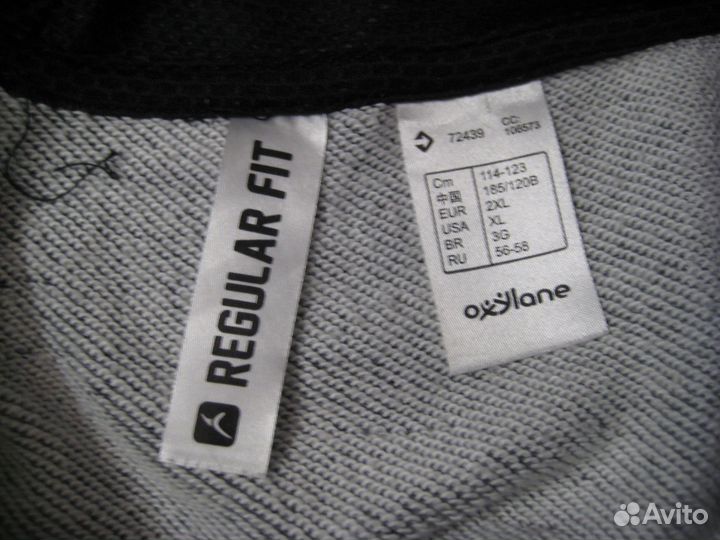 REGULAR FIT
72439
CC:
106573
Cm 114-123
中国 185/120B
EUR 2XL
USA XL
BR 3G
RU 56-58
oxylane
Avito